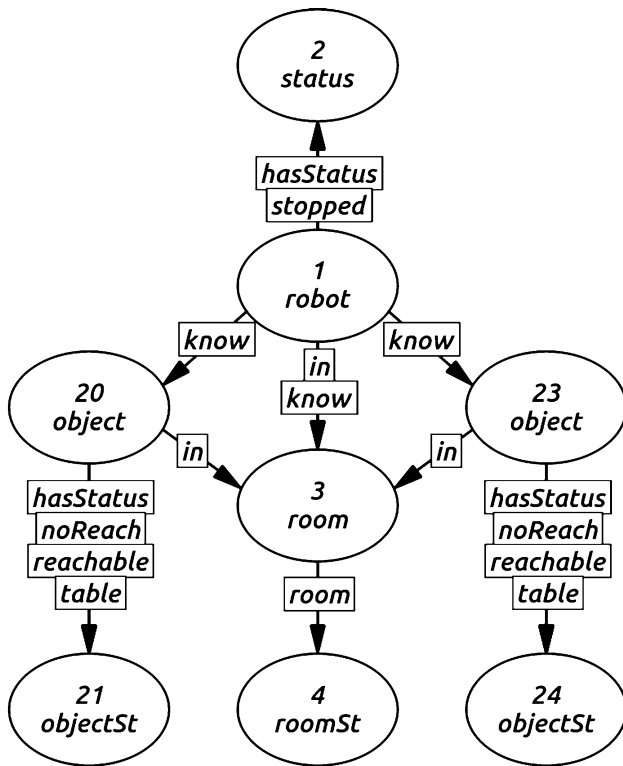 2
status
hasStatus
stopped
1
robot
know
in
know
know
20
object
23
object
in
in
3
room
hasStatus
noReach
reachable
table
room
hasStatus
noReach
reachable
table
21
objectSt
4
roomSt
24
objectSt